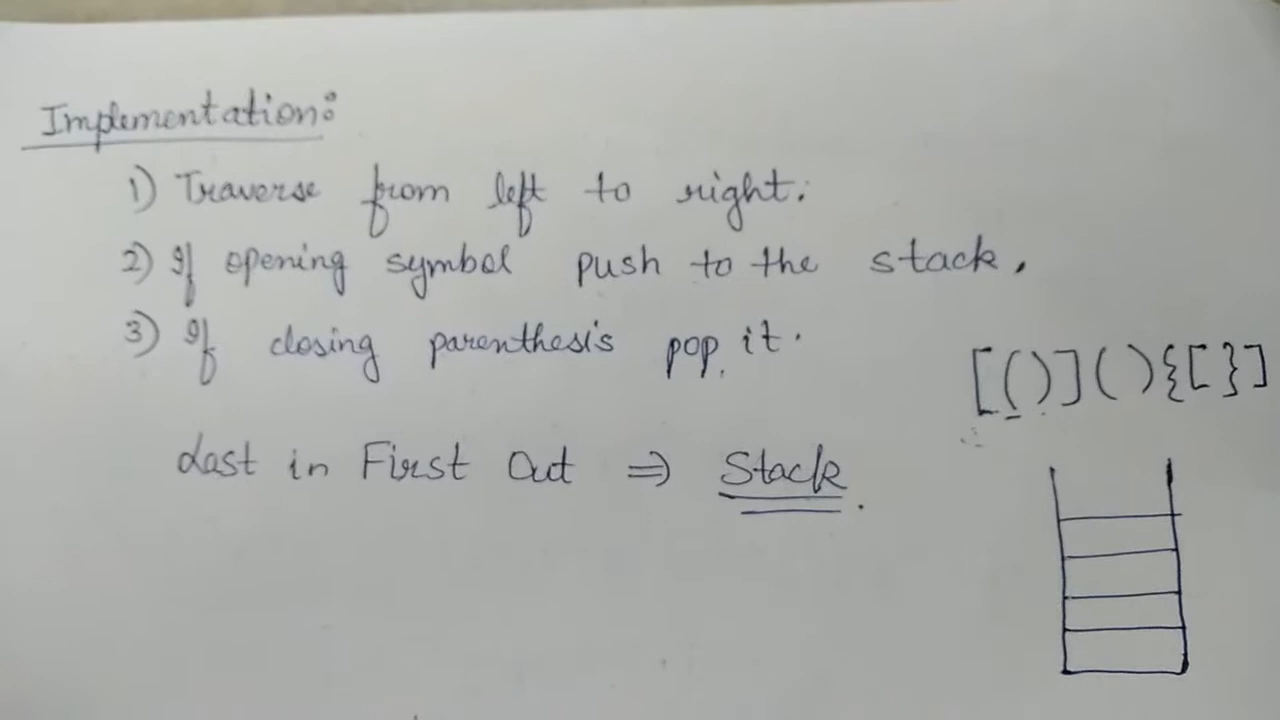 Implementation:
1) Traverse from left to right.
2) If opening symbol push to the stack.
3) If closing parenthesis pop it.
[()](){[}]
Last in First Out ⇒ Stack.